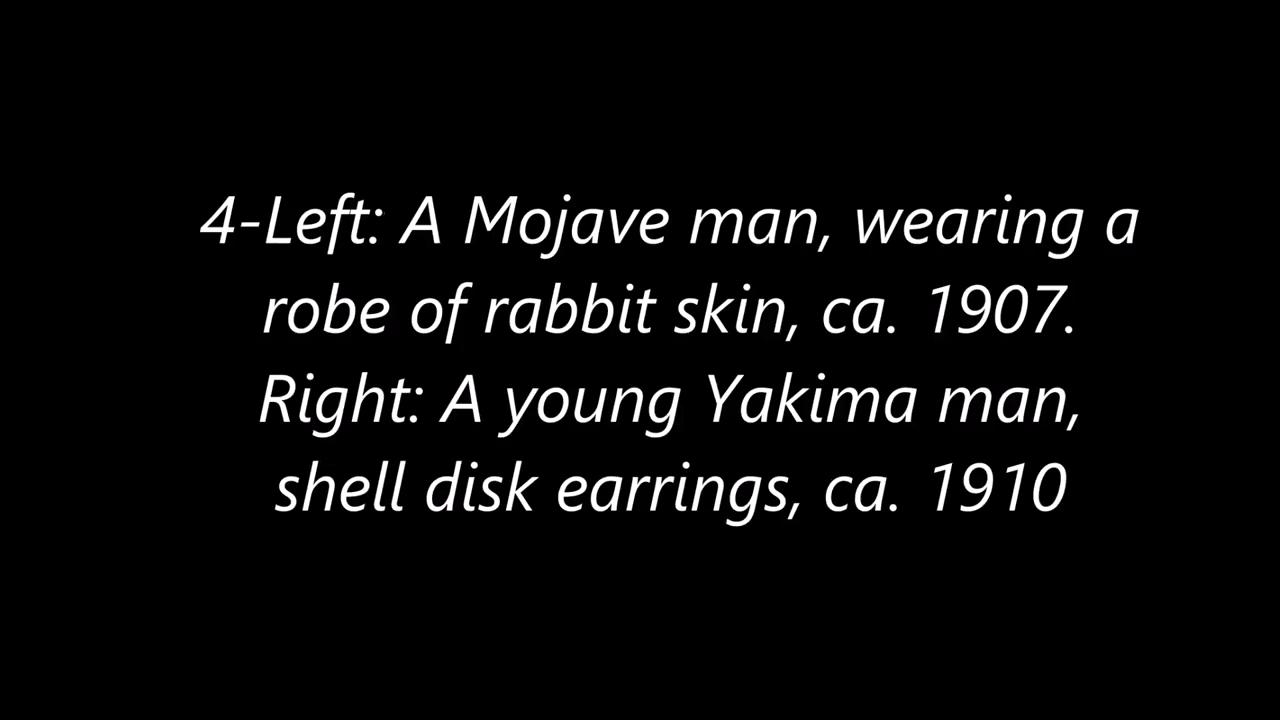 4-Left: A Mojave man, wearing a
robe of rabbit skin, ca. 1907.
Right: A young Yakima man,
shell disk earrings, ca. 1910